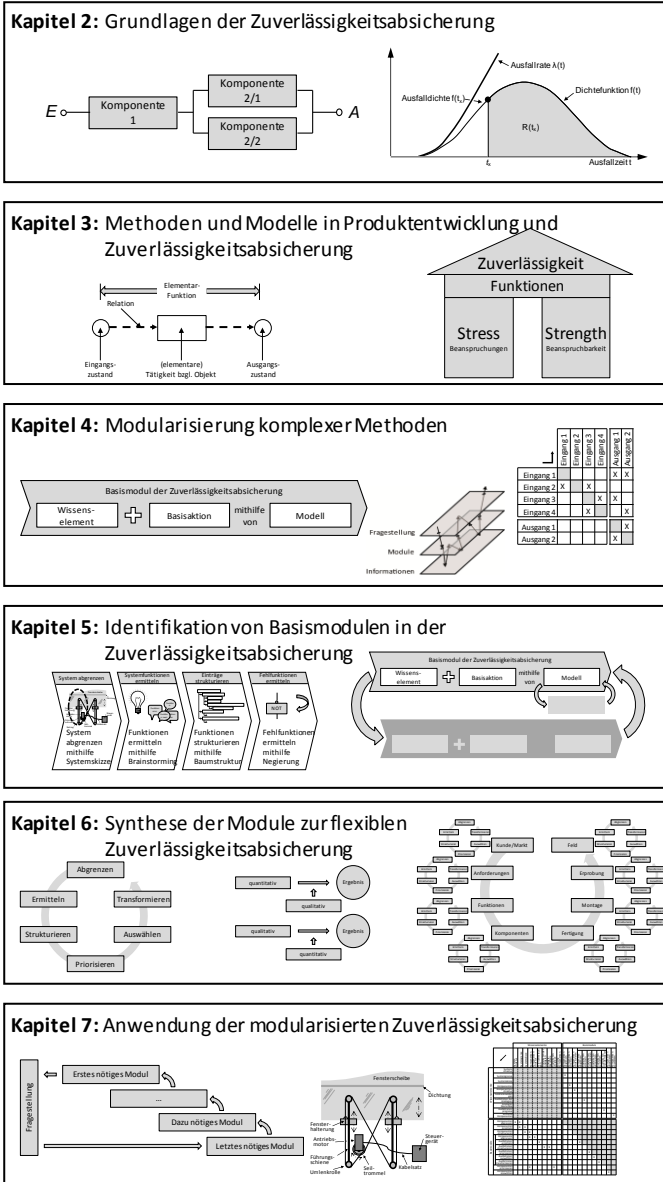 Kapitel 2: Grundlagen der Zuverlässigkeitsabsicherung
E
Komponente
1
Komponente
2/1
Komponente
2/2
A
Ausfallrate λ(t)
Ausfalldichte f(tₓ)
Dichtefunktion f(t)
R(tₓ)
tₓ
Ausfallzeit t
Kapitel 3: Methoden und Modelle in Produktentwicklung und
Zuverlässigkeitsabsicherung
Elementar-
Funktion
Relation
Eingangs-
zustand
(elementare)
Tätigkeit bzgl. Objekt
Ausgangs-
zustand
Zuverlässigkeit
Funktionen
Stress
Beanspruchungen
Strength
Beanspruchbarkeit
Kapitel 4: Modularisierung komplexer Methoden
Basismodul der Zuverlässigkeitsabsicherung
Wissens-
element
Basisaktion
mithilfe
von
Modell
Fragestellung
Module
Informationen
Eingang 1
Eingang 2
Eingang 3
Eingang 4
Ausgang 1
Ausgang 2
Eingang 1 X X
Eingang 2 X X
Eingang 3 X X
Eingang 4 X X
Ausgang 1 X
Ausgang 2 X
Kapitel 5: Identifikation von Basismodulen in der
Zuverlässigkeitsabsicherung
System abgrenzen
Systemfunktionen
ermitteln
Einträge
strukturieren
Fehlfunktionen
ermitteln
NOT
System
abgrenzen
mithilfe
Systemskizze
Funktionen
ermitteln
mithilfe
Brainstorming
Funktionen
strukturieren
mithilfe
Baumstruktur
Fehlfunktionen
ermitteln
mithilfe
Negierung
Basismodul der Zuverlässigkeitsabsicherung
Wissens-
element
Basisaktion
mithilfe
von
Modell
Kapitel 6: Synthese der Module zur flexiblen
Zuverlässigkeitsabsicherung
Abgrenzen
Ermitteln
Transformieren
Strukturieren
Auswählen
Priorisieren
quantitativ
Ergebnis
qualitativ
qualitativ
Ergebnis
quantitativ
Kunde/Markt
Feld
Anforderungen
Erprobung
Funktionen
Montage
Komponenten
Fertigung
Kapitel 7: Anwendung der modularisierten Zuverlässigkeitsabsicherung
Fragestellung
Erstes nötiges Modul
...
Dazu nötiges Modul
Letztes nötiges Modul
Fensterscheibe
Dichtung
Fenster-
halterung
Antriebs-
motor
Führungs-
schiene
Umlenkrolle
Seil-
trommel
Kabelsatz
Steuer-
gerät